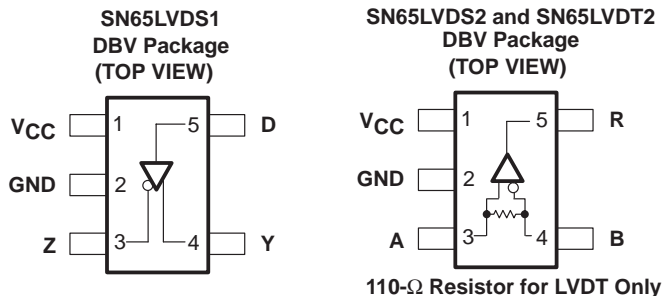 SN65LVDS1
DBV Package
(TOP VIEW)
VCC 1 5 D
GND 2
Z 3 4 Y
SN65LVDS2 and SN65LVDT2
DBV Package
(TOP VIEW)
VCC 1 5 R
GND 2
A 3 4 B
110-Ω Resistor for LVDT Only